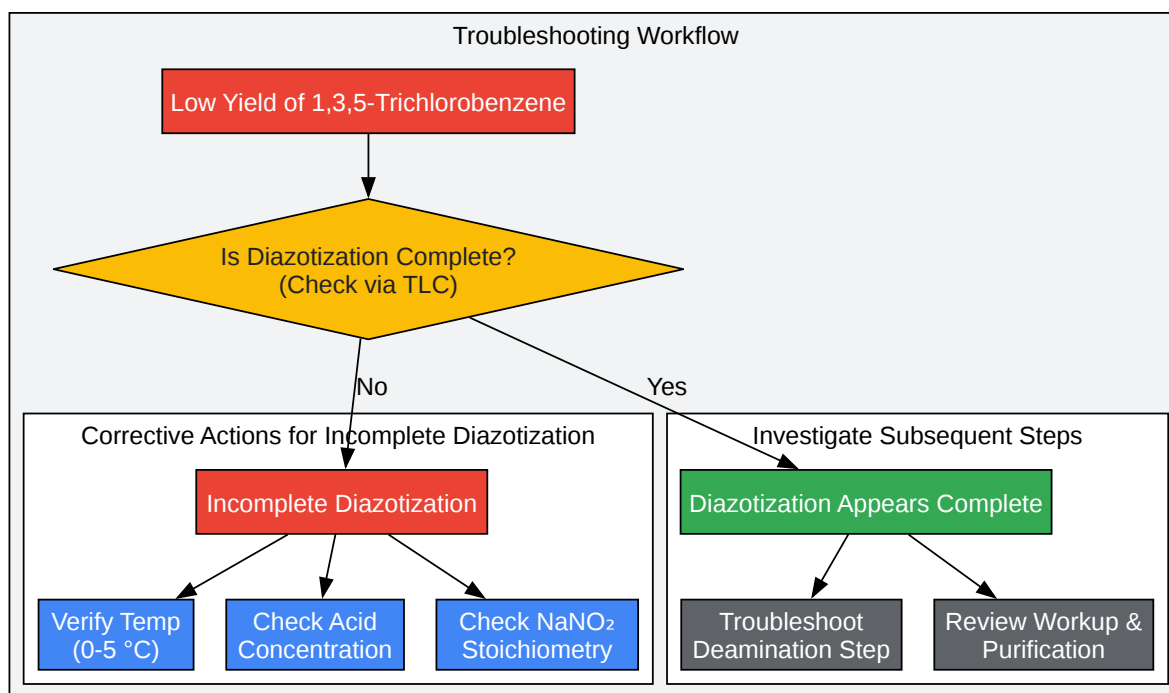 Troubleshooting Workflow
Low Yield of 1,3,5-Trichlorobenzene
Is Diazotization Complete?
(Check via TLC)
No
Yes
Corrective Actions for Incomplete Diazotization
Incomplete Diazotization
Verify Temp
(0-5 °C)
Check Acid
Concentration
Check NaNO₂
Stoichiometry
Investigate Subsequent Steps
Diazotization Appears Complete
Troubleshoot
Deamination Step
Review Workup &
Purification